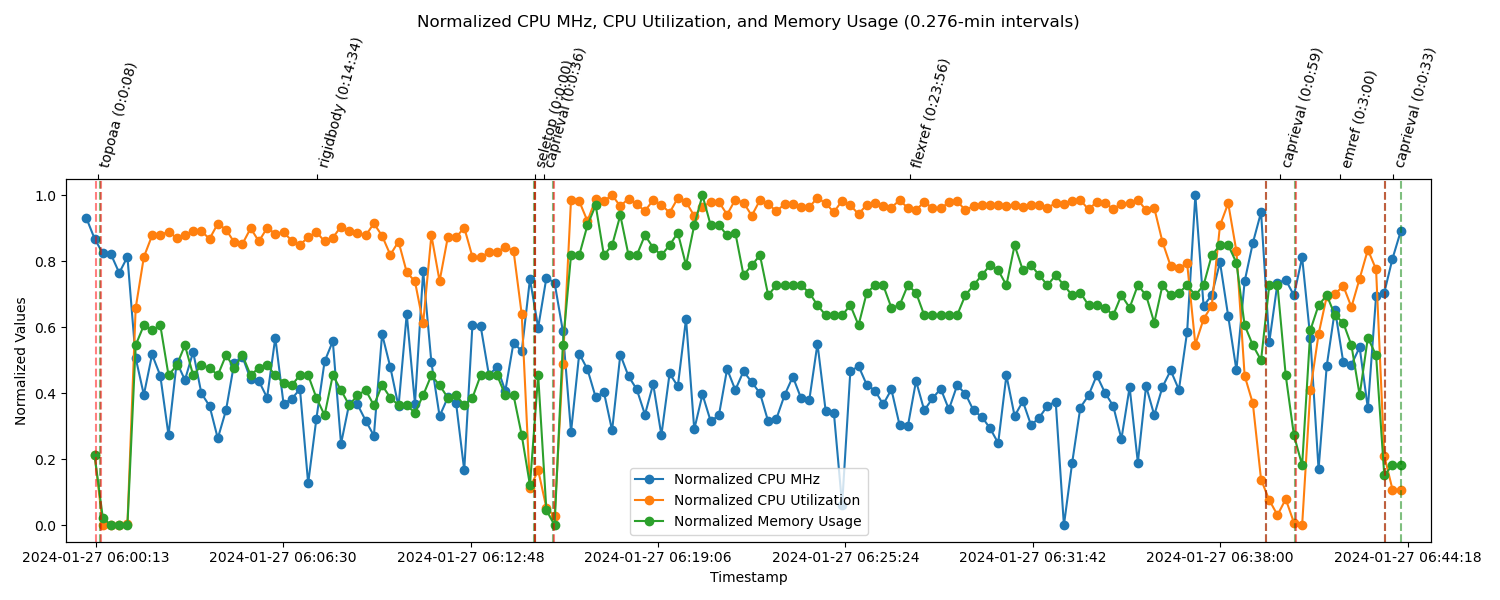 Normalized CPU MHz, CPU Utilization, and Memory Usage (0.276-min intervals)
topoaa (0:0:08)
rigidbody (0:14:34)
seletop (0:0:00)
caprieval (0:0:36)
flexref (0:23:56)
caprieval (0:0:59)
emref (0:3:00)
caprieval (0:0:33)
Normalized Values
1.0
0.8
0.6
0.4
0.2
0.0
Normalized CPU MHz
Normalized CPU Utilization
Normalized Memory Usage
2024-01-27 06:00:13
2024-01-27 06:06:30
2024-01-27 06:12:48
2024-01-27 06:19:06
2024-01-27 06:25:24
2024-01-27 06:31:42
2024-01-27 06:38:00
2024-01-27 06:44:18
Timestamp